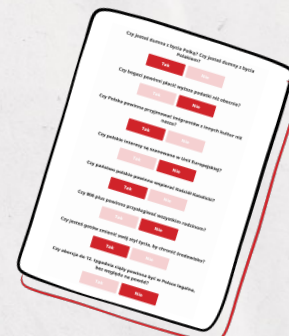 Czy jesteś dumna z bycia Polką? Czy jesteś dumny z bycia
Polakiem?
Tak Nie
Czy bogaci powinni płacić wyższe podatki niż obecnie?
Tak Nie
Czy Polska powinna przyjmować imigrantów z innych kultur niż
nasza?
Tak Nie
Czy polskie interesy są szanowane w Unii Europejskiej?
Tak Nie
Czy państwo polskie powinno wspierać Kościół katolicki?
Tak Nie
Czy 800 plus powinno przysługiwać wszystkim rodzinom?
Tak Nie
Czy jesteś gotów zmienić swój styl życia, by chronić środowisko?
Tak Nie
Czy aborcja do 12. tygodnia ciąży powinna być w Polsce legalna,
bez względu na powód?
Tak Nie